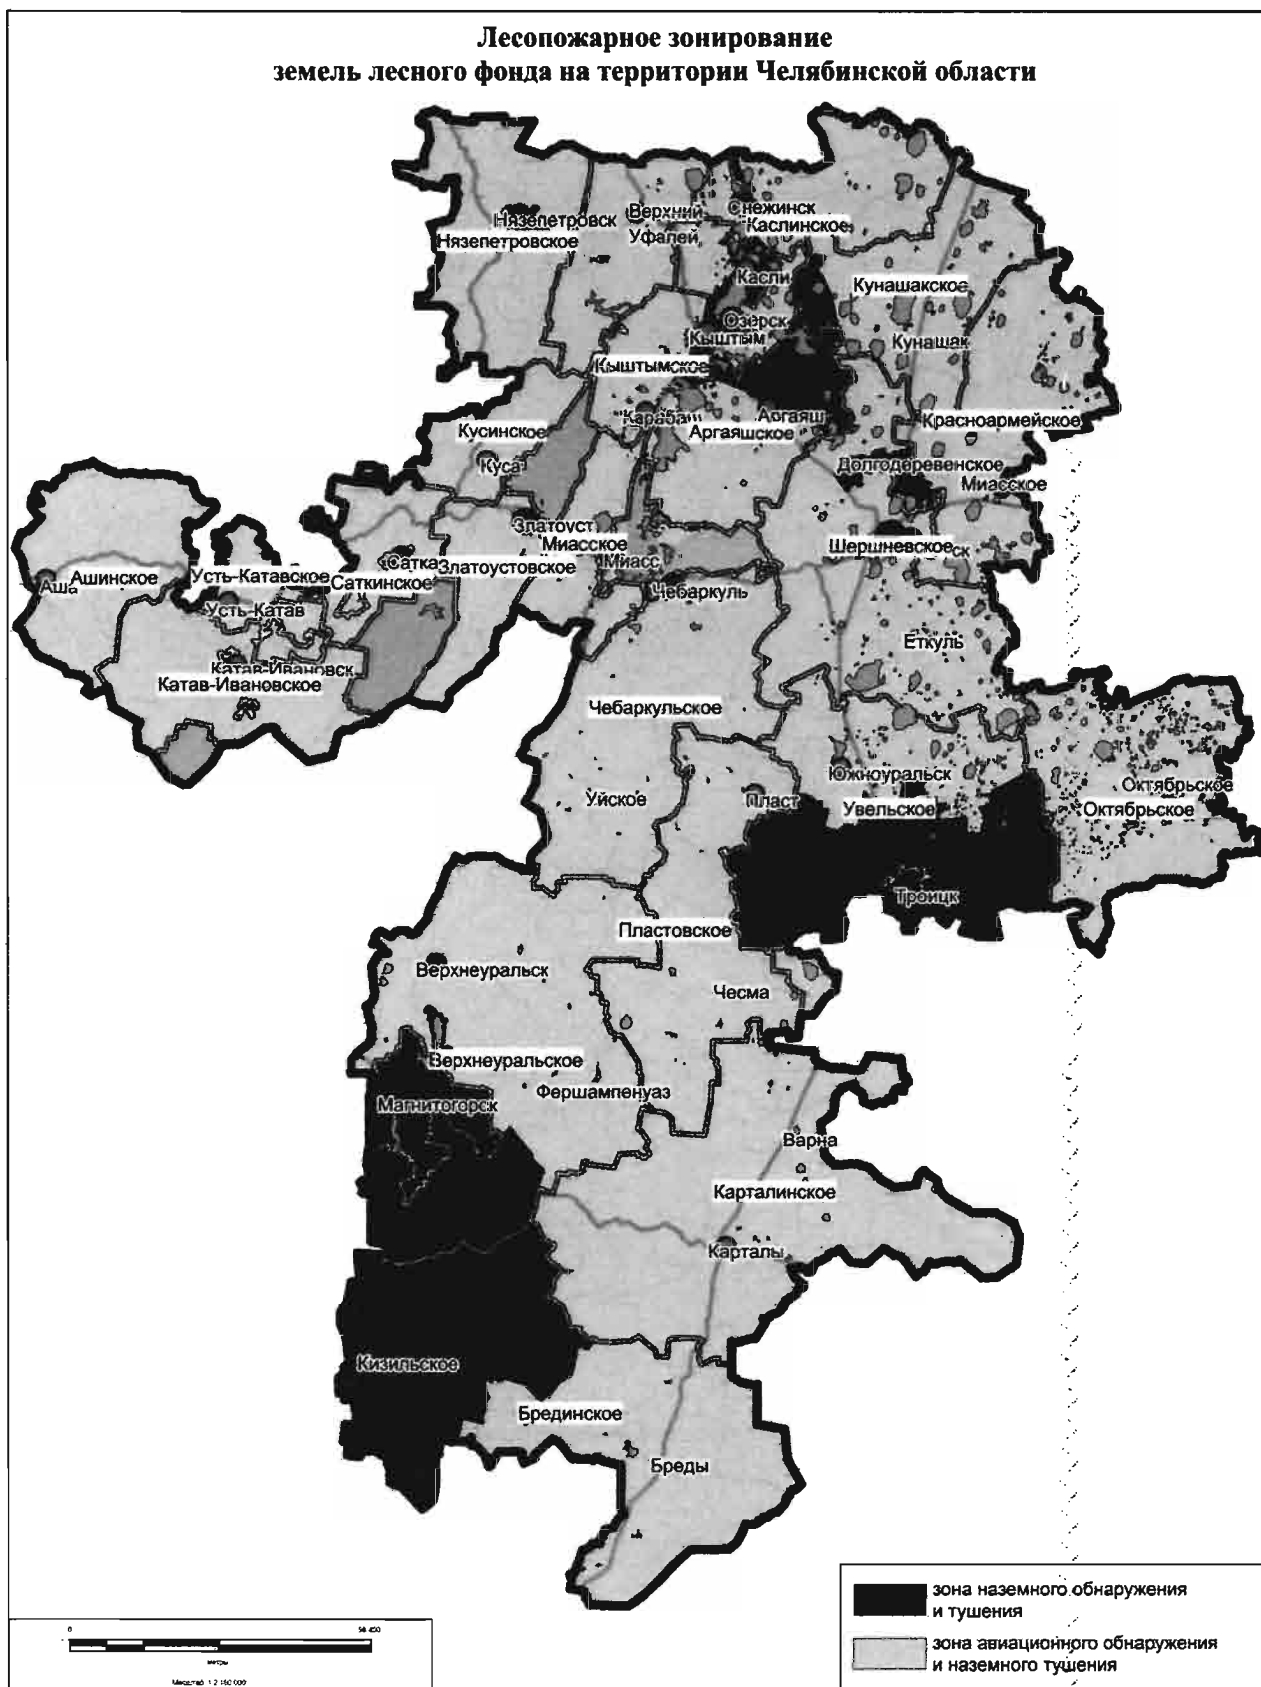 Лесопожарное зонирование
земель лесного фонда на территории Челябинской области
Нязепетровск
Нязепетровское
Верхний
Уфалей
Снежинск
Каслинское
Касли
Озёрск
Кыштым
Кунашакское
Кунашак
Кыштымское
Карабаш
Аргаяш
Аргаяшское
Красноармейское
Кусинское
Куса
Долгодеревенское
Миасское
Златоуст
Миасское
Миасс
Шершневское
ск
Сатка
Златоустовское
Аша
Ашинское
Усть-Катавское
Саткинское
Чебаркуль
Усть-Катав
Еткуль
Катав-Ивановск
Катав-Ивановское
Чебаркульское
Южноуральск
Уйское
Пласт
Увельское
Октябрьское
Октябрьское
Троицк
Пластовское
Верхнеуральск
Чесма
Верхнеуральское
Фершампенуаз
Магнитогорск
Варна
Карталинское
Карталы
Кизильское
Брединское
Бреды
зона наземного обнаружения
и тушения
зона авиационного обнаружения
и наземного тушения
0
метры